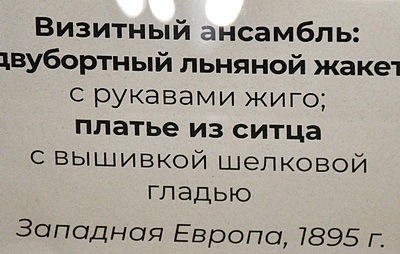 Визитный ансамбль:
двубортный льняной жакет
с рукавами жиго;
платье из ситца
с вышивкой шелковой
гладью
Западная Европа, 1895 г.